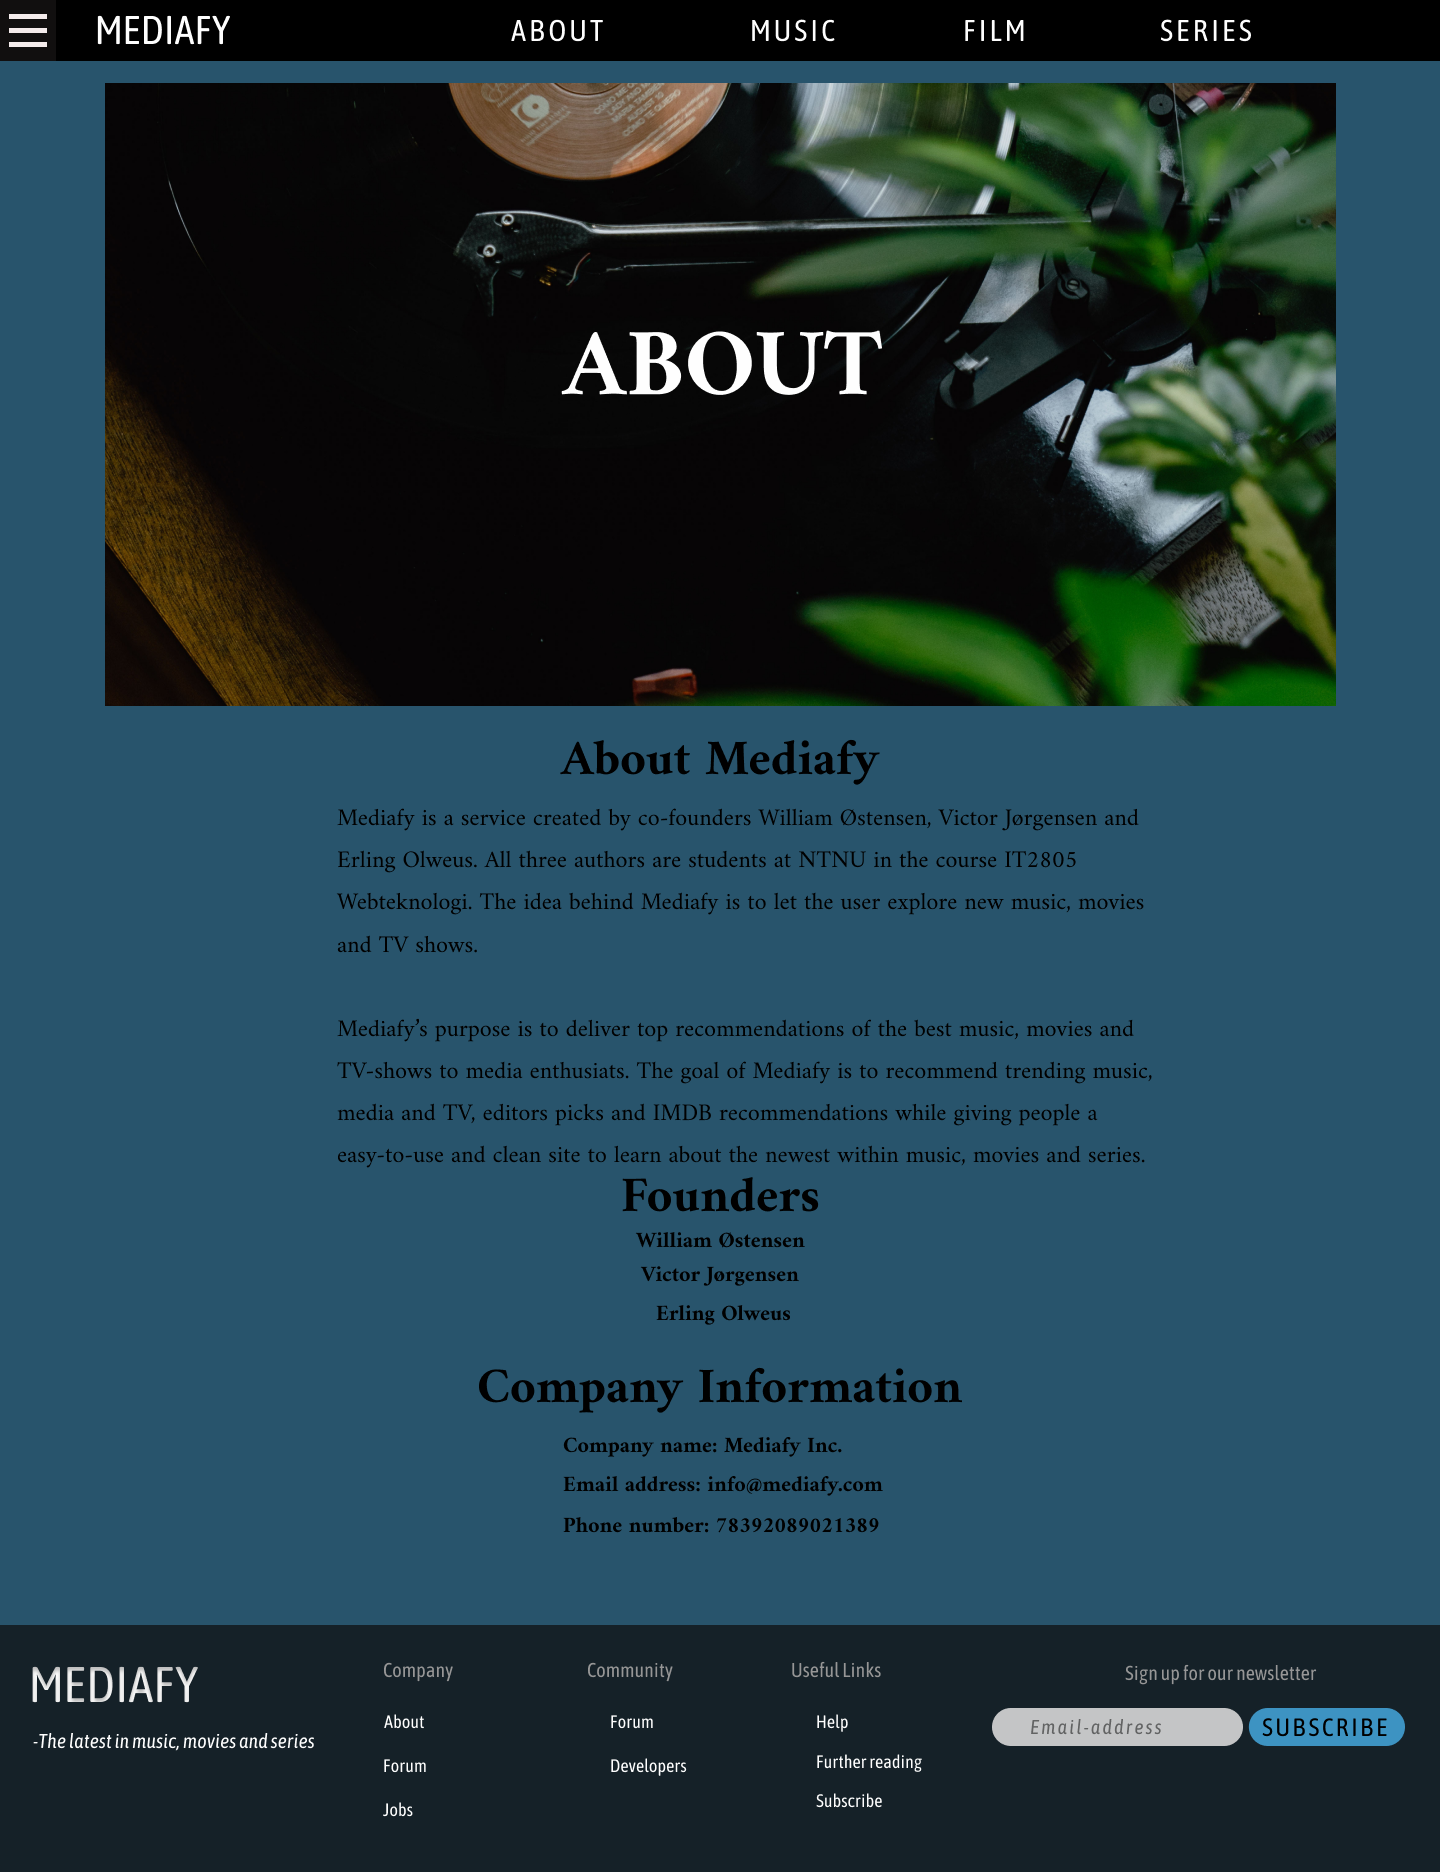 MEDIAFY
ABOUT
MUSIC
FILM
SERIES
COMO TE QUIERO
ABOUT
About Mediafy
Mediafy is a service created by co-founders William Østensen, Victor Jørgensen and
Erling Olweus. All three authors are students at NTNU in the course IT2805
Webteknologi. The idea behind Mediafy is to let the user explore new music, movies
and TV shows.
Mediafy’s purpose is to deliver top recommendations of the best music, movies and
TV-shows to media enthusiats. The goal of Mediafy is to recommend trending music,
media and TV, editors picks and IMDB recommendations while giving people a
easy-to-use and clean site to learn about the newest within music, movies and series.
Founders
William Østensen
Victor Jørgensen
Erling Olweus
Company Information
Company name: Mediafy Inc.
Email address: info@mediafy.com
Phone number: 78392089021389
MEDIAFY
-The latest in music, movies and series
Company
About
Forum
Jobs
Community
Forum
Developers
Useful Links
Help
Further reading
Subscribe
Sign up for our newsletter
Email-address
SUBSCRIBE